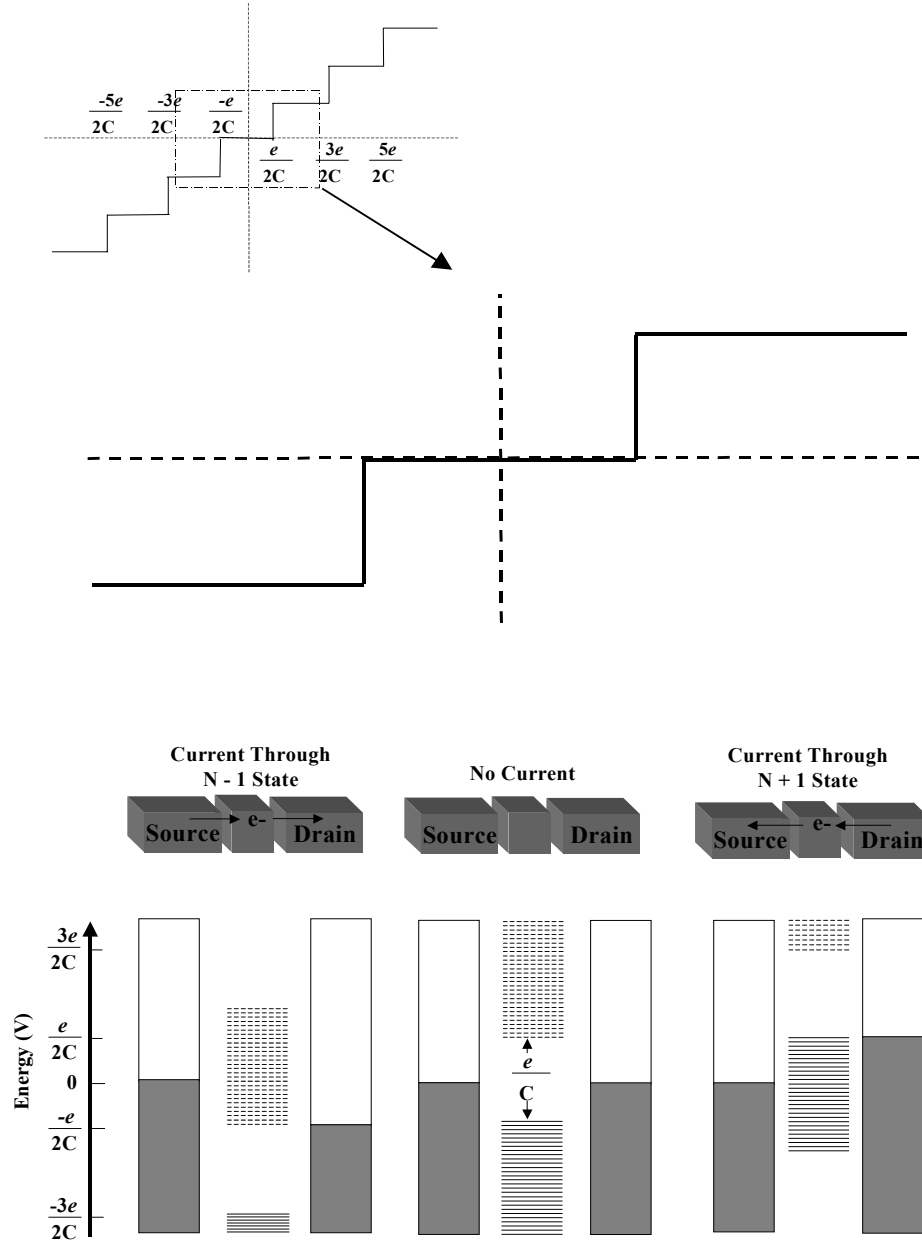 -5e
2C
-3e
2C
-e
2C
e
2C
3e
2C
5e
2C
Current Through
N - 1 State
No Current
Current Through
N + 1 State
Source e- Drain
Source Drain
Source e- Drain
Energy (V)
3e
2C
e
2C
0
-e
2C
-3e
2C
e
C